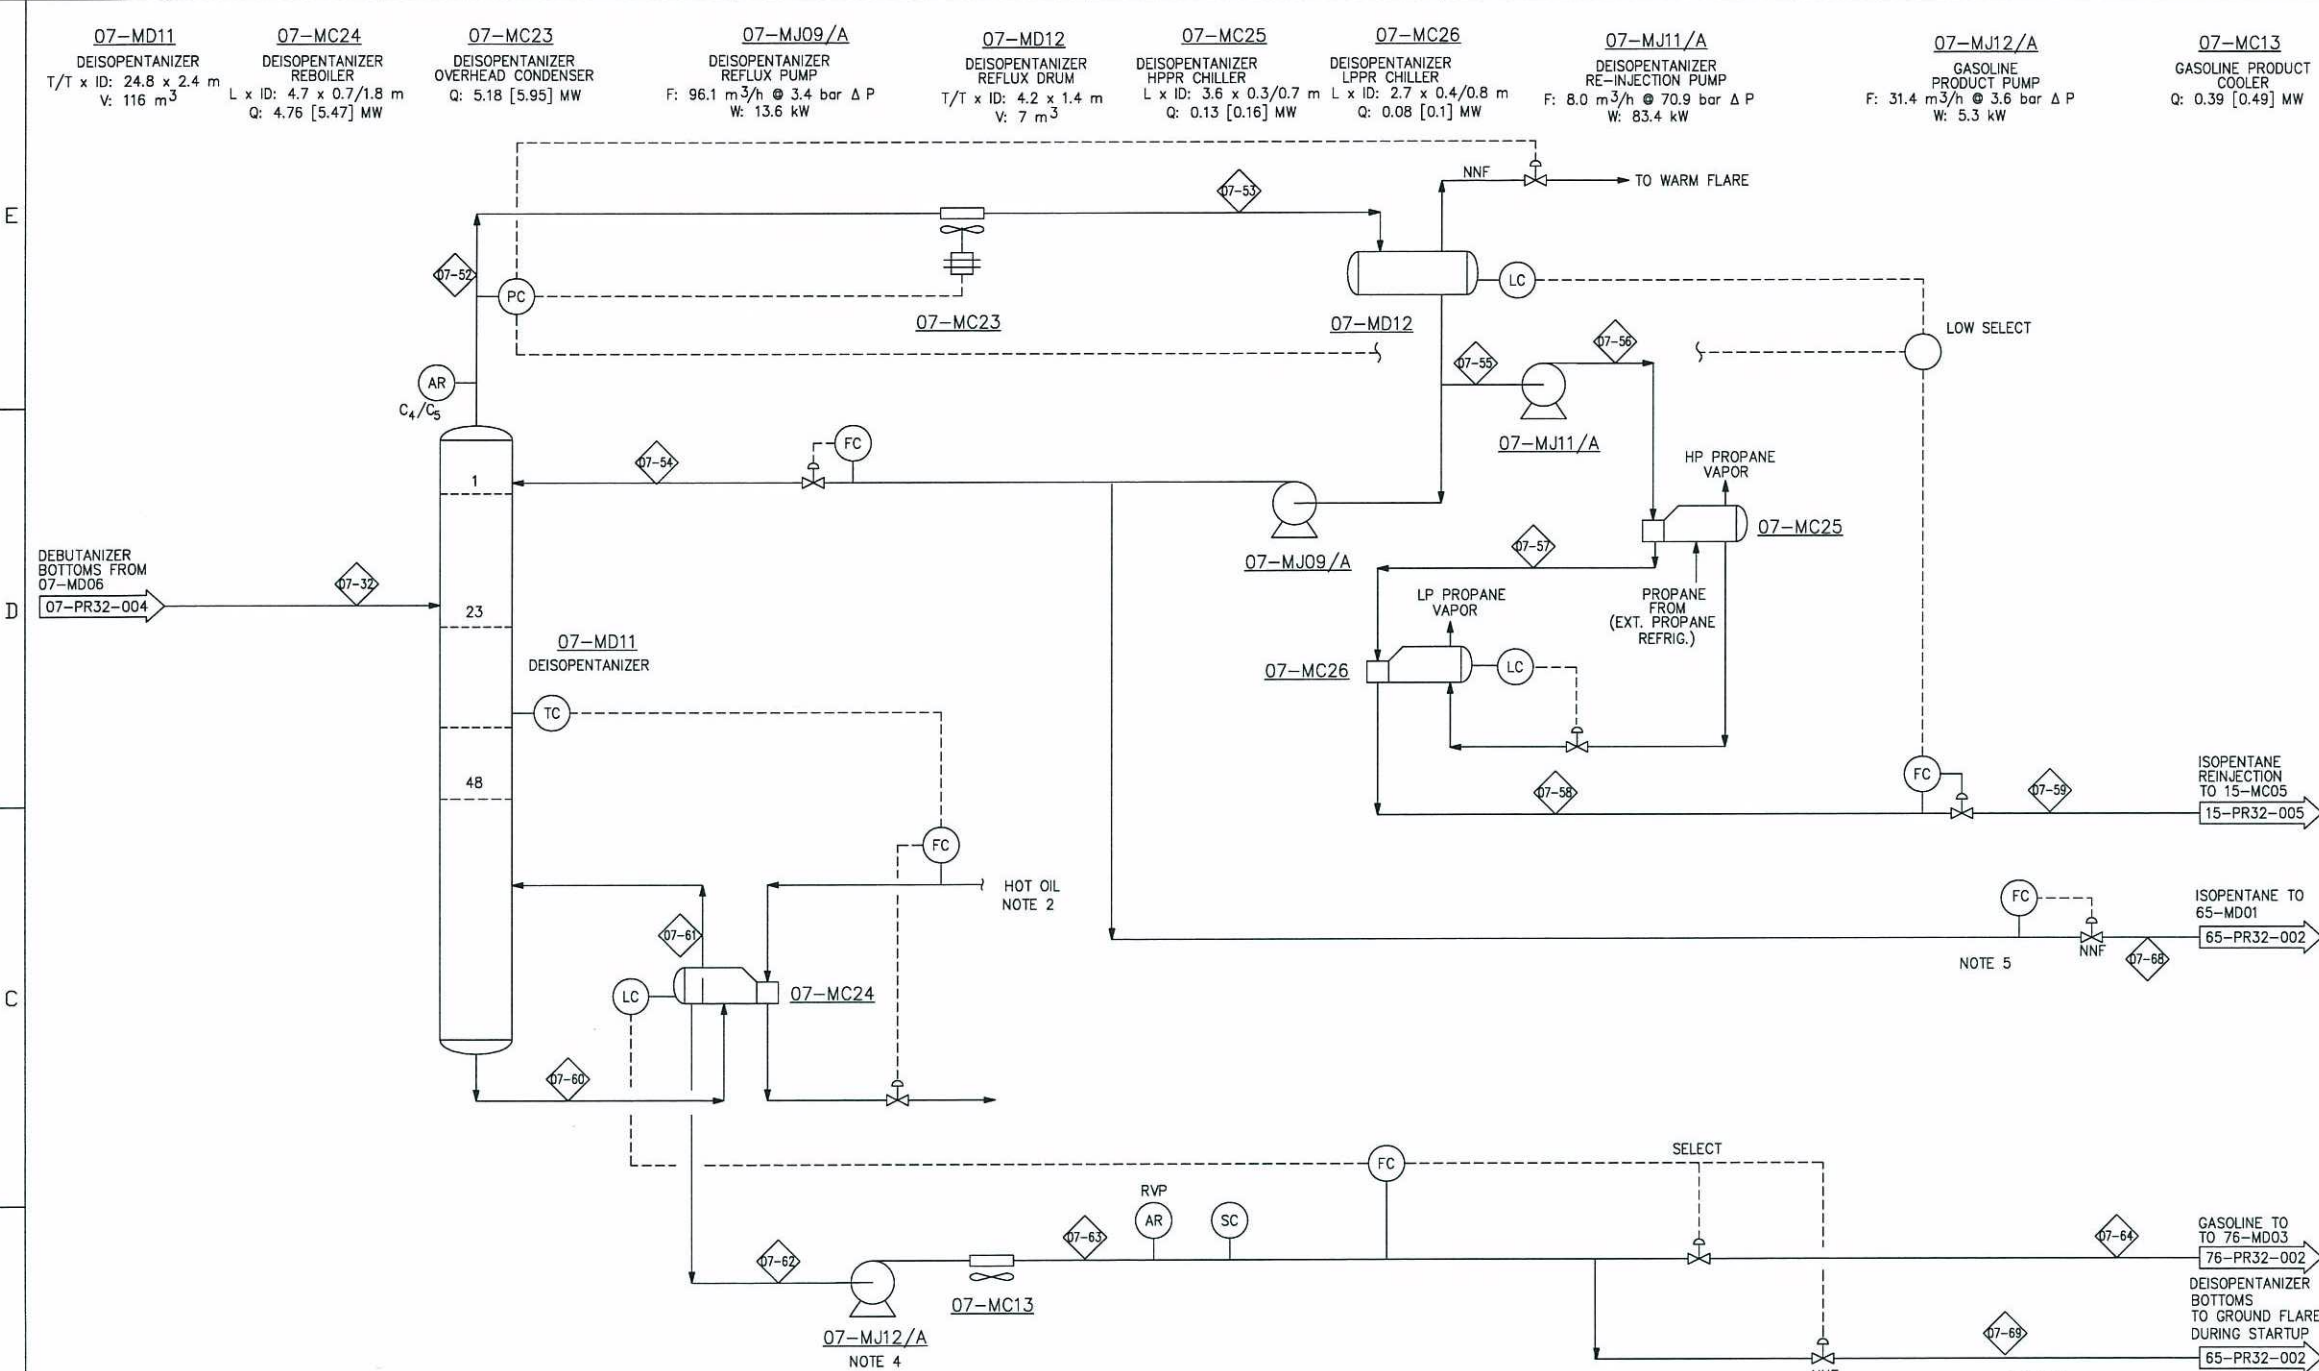 07-MD11
DEISOPENTANIZER
T/T x ID: 24.8 x 2.4 m
V: 116 m³
07-MC24
DEISOPENTANIZER
REBOILER
L x ID: 4.7 x 0.7/1.8 m
Q: 4.76 [5.47] MW
07-MC23
DEISOPENTANIZER
OVERHEAD CONDENSER
Q: 5.18 [5.95] MW
07-MJ09/A
DEISOPENTANIZER
REFLUX PUMP
F: 96.1 m³/h @ 3.4 bar Δ P
W: 13.6 kW
07-MD12
DEISOPENTANIZER
REFLUX DRUM
T/T x ID: 4.2 x 1.4 m
V: 7 m³
07-MC25
DEISOPENTANIZER
HPPR CHILLER
L x ID: 3.6 x 0.3/0.7 m
Q: 0.13 [0.16] MW
07-MC26
DEISOPENTANIZER
LPPR CHILLER
L x ID: 2.7 x 0.4/0.8 m
Q: 0.08 [0.1] MW
07-MJ11/A
DEISOPENTANIZER
RE-INJECTION PUMP
F: 8.0 m³/h @ 70.9 bar Δ P
W: 83.4 kW
07-MJ12/A
GASOLINE
PRODUCT PUMP
F: 31.4 m³/h @ 3.6 bar Δ P
W: 5.3 kW
07-MC13
GASOLINE PRODUCT
COOLER
Q: 0.39 [0.49] MW
NNF
TO WARM FLARE
07-53
E
07-52
PC
LC
07-MC23
07-MD12
LOW SELECT
07-56
07-55
AR
C₄/C₅
FC
07-54
07-MJ11/A
HP PROPANE
VAPOR
1
07-MC25
DEBUTANIZER
BOTTOMS FROM
07-MD06
07-PR32-004
07-32
07-57
07-MJ09/A
LP PROPANE
VAPOR
PROPANE
FROM
(EXT. PROPANE
REFRIG.)
D
23
07-MD11
DEISOPENTANIZER
07-MC26
LC
TC
48
FC
07-58
07-59
ISOPENTANE
REINJECTION
TO 15-MC05
15-PR32-005
FC
HOT OIL
NOTE 2
FC
ISOPENTANE TO
65-MD01
65-PR32-002
07-61
NNF
NOTE 5
07-68
C
LC
07-MC24
07-60
FC
SELECT
RVP
AR
SC
07-63
07-64
GASOLINE TO
TO 76-MD03
76-PR32-002
07-62
07-MC13
DEISOPENTANIZER
BOTTOMS
TO GROUND FLARE
DURING STARTUP
65-PR32-002
07-69
07-MJ12/A
NOTE 4